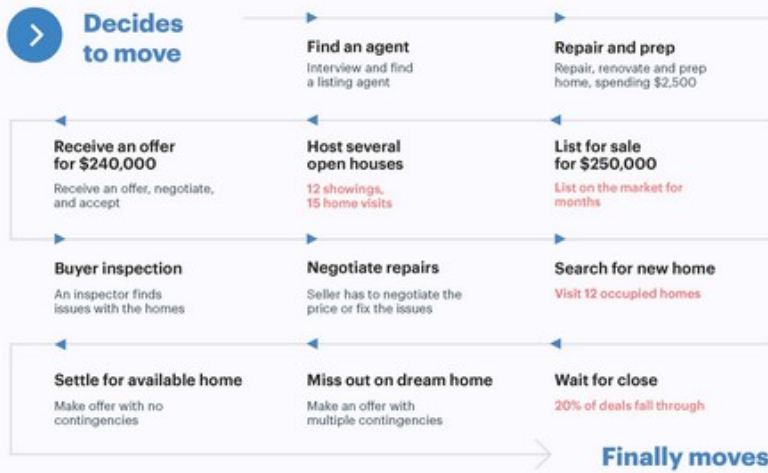 Decides
to move
Find an agent
Interview and find
a listing agent
Repair and prep
Repair, renovate and prep
home, spending $2,500
Receive an offer
for $240,000
Receive an offer, negotiate,
and accept
Host several
open houses
12 showings,
15 home visits
List for sale
for $250,000
List on the market for
months
Buyer inspection
An inspector finds
issues with the homes
Negotiate repairs
Seller has to negotiate the
price or fix the issues
Search for new home
Visit 12 occupied homes
Settle for available home
Make offer with no
contingencies
Miss out on dream home
Make an offer with
multiple contingencies
Wait for close
20% of deals fall through
Finally moves